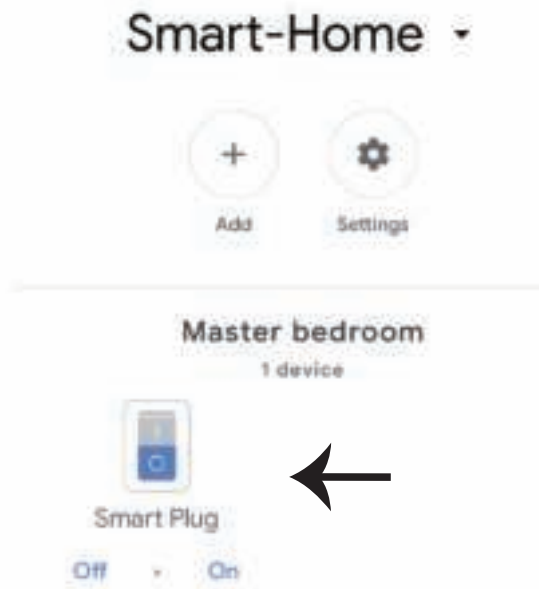 Smart-Home
Add Settings
Master bedroom
1 device
Smart Plug
Off • On